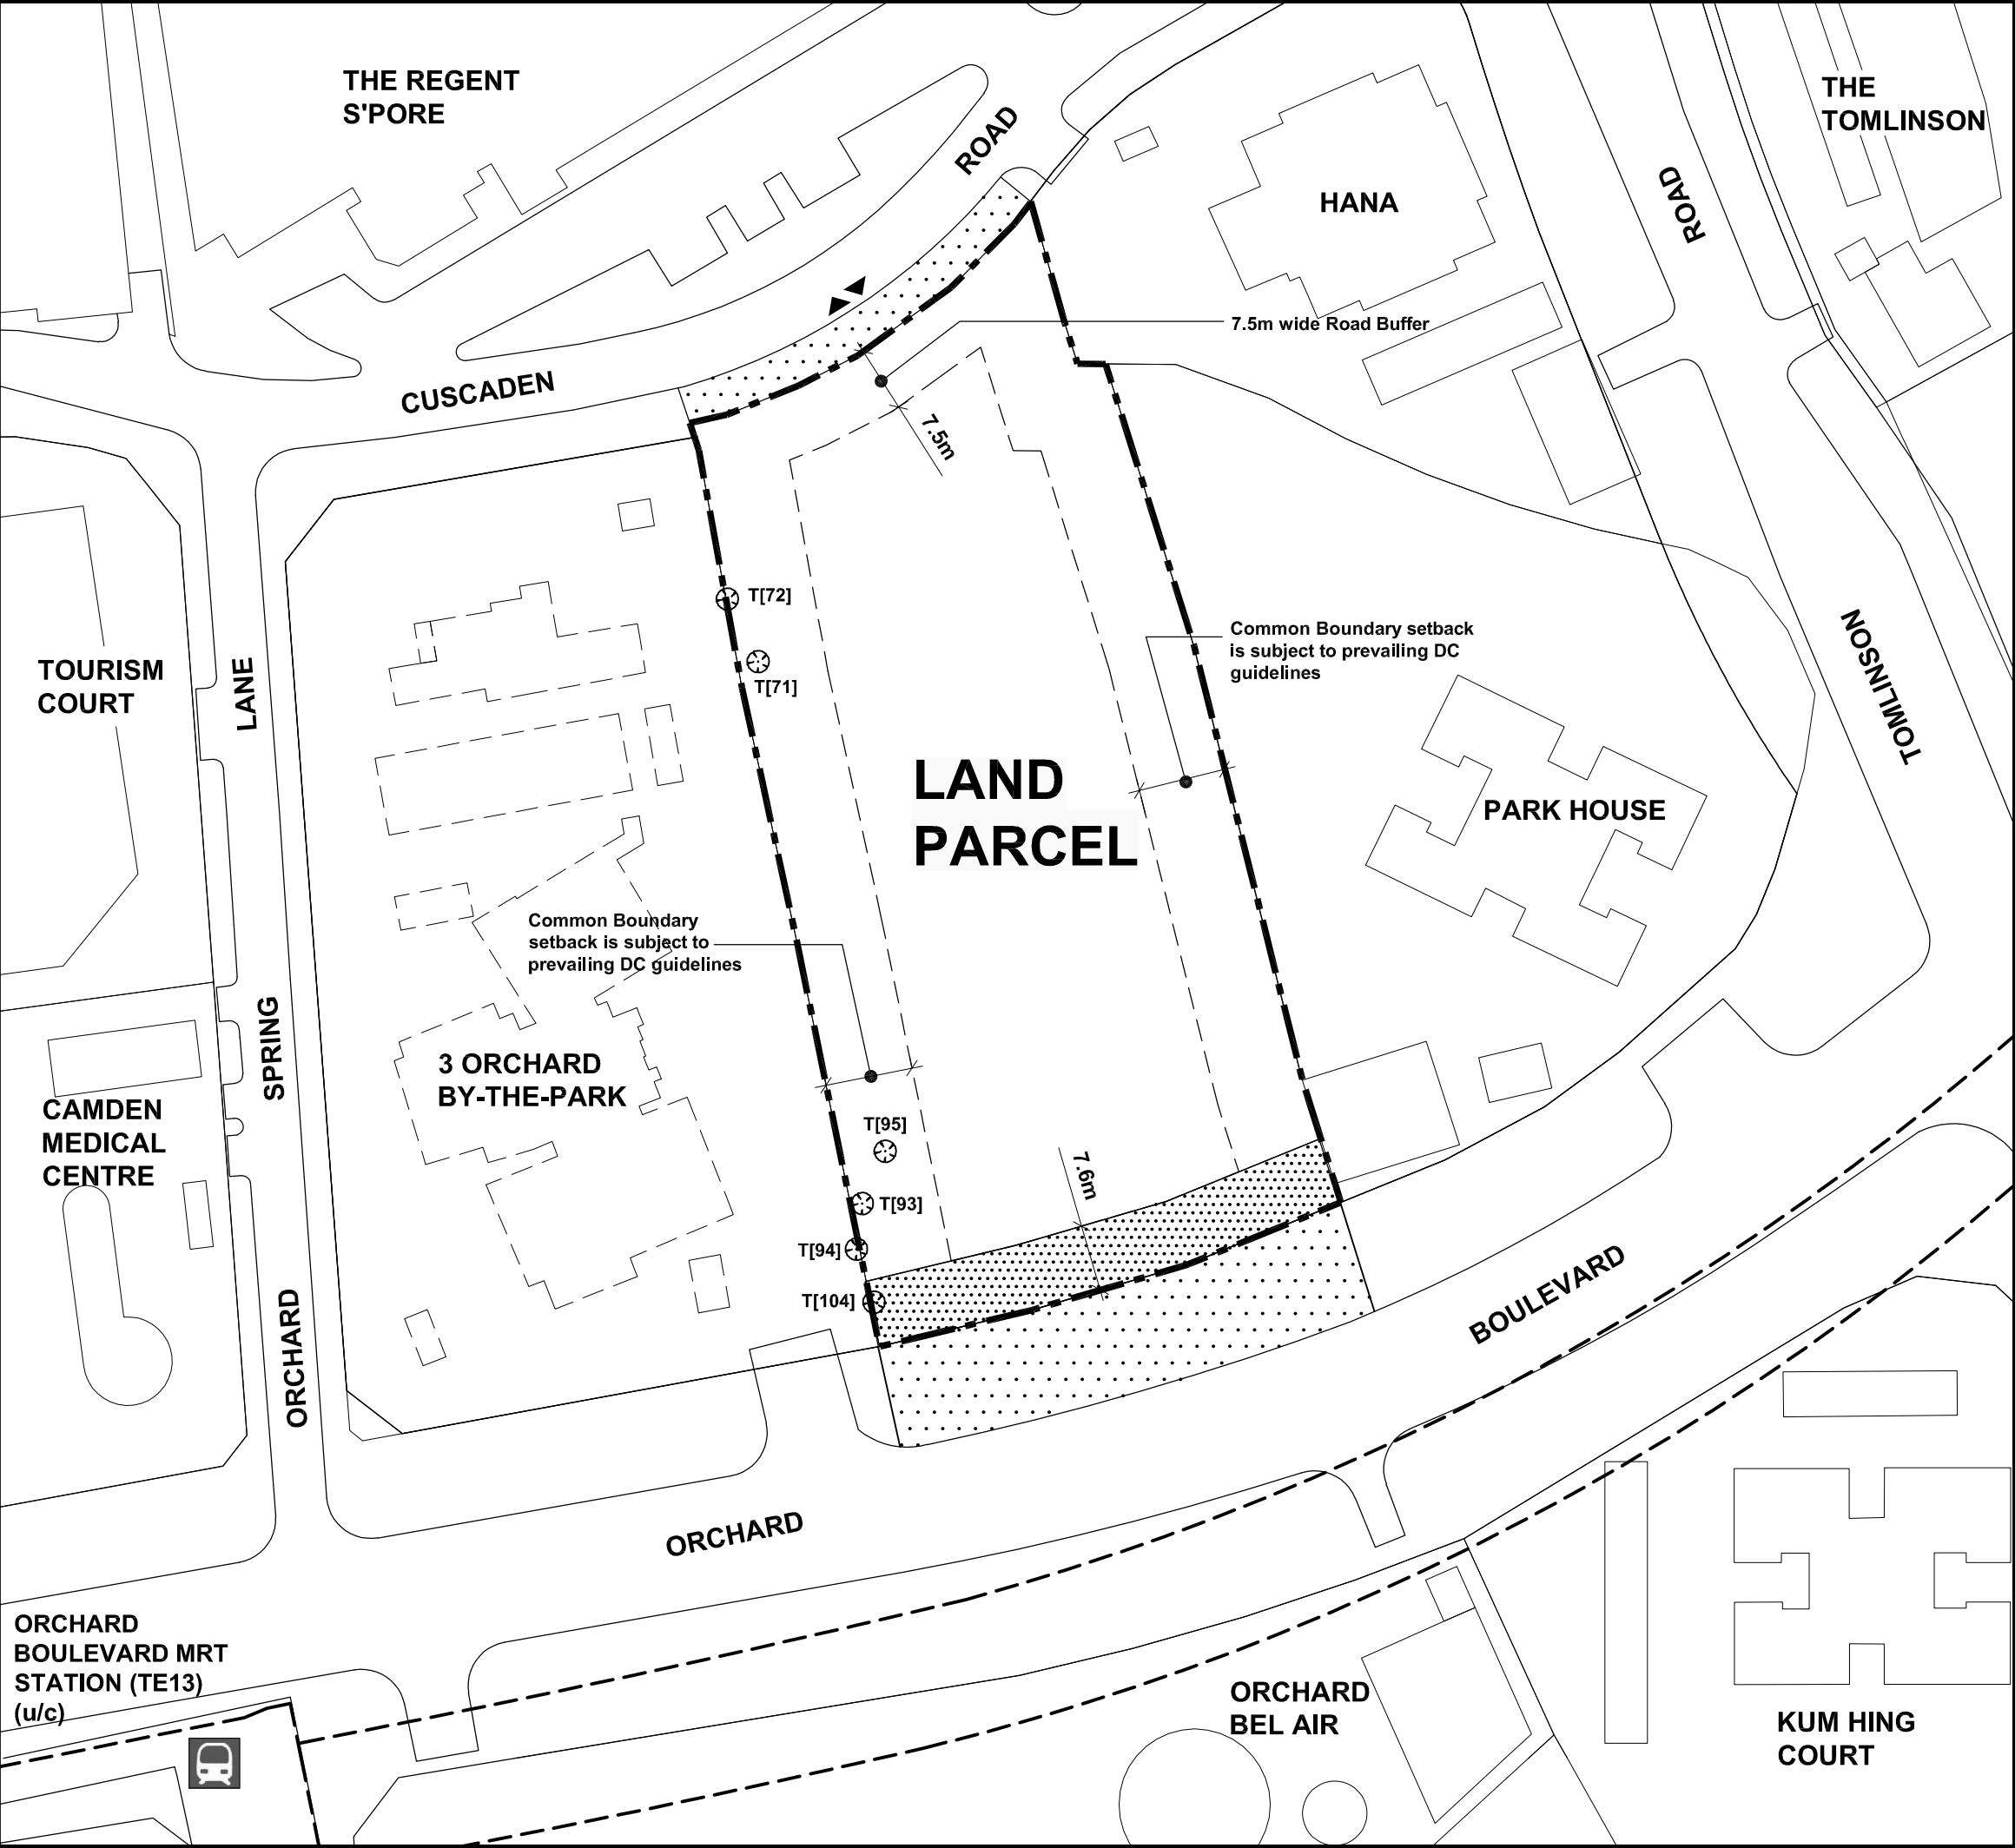 THE REGENT
S'PORE
ROAD
THE
TOMLINSON
HANA
ROAD
7.5m wide Road Buffer
CUSCADEN
7.5m
T[72]
T[71]
Common Boundary setback
is subject to prevailing DC
guidelines
TOURISM
COURT
LANE
TOMLINSON
LAND
PARCEL
PARK HOUSE
Common Boundary
setback is subject to
prevailing DC guidelines
SPRING
3 ORCHARD
BY-THE-PARK
CAMDEN
MEDICAL
CENTRE
T[95]
7.6m
T[93]
T[94]
T[104]
ORCHARD
BOULEVARD
ORCHARD
ORCHARD
BOULEVARD MRT
STATION (TE13)
(u/c)
ORCHARD
BEL AIR
KUM HING
COURT